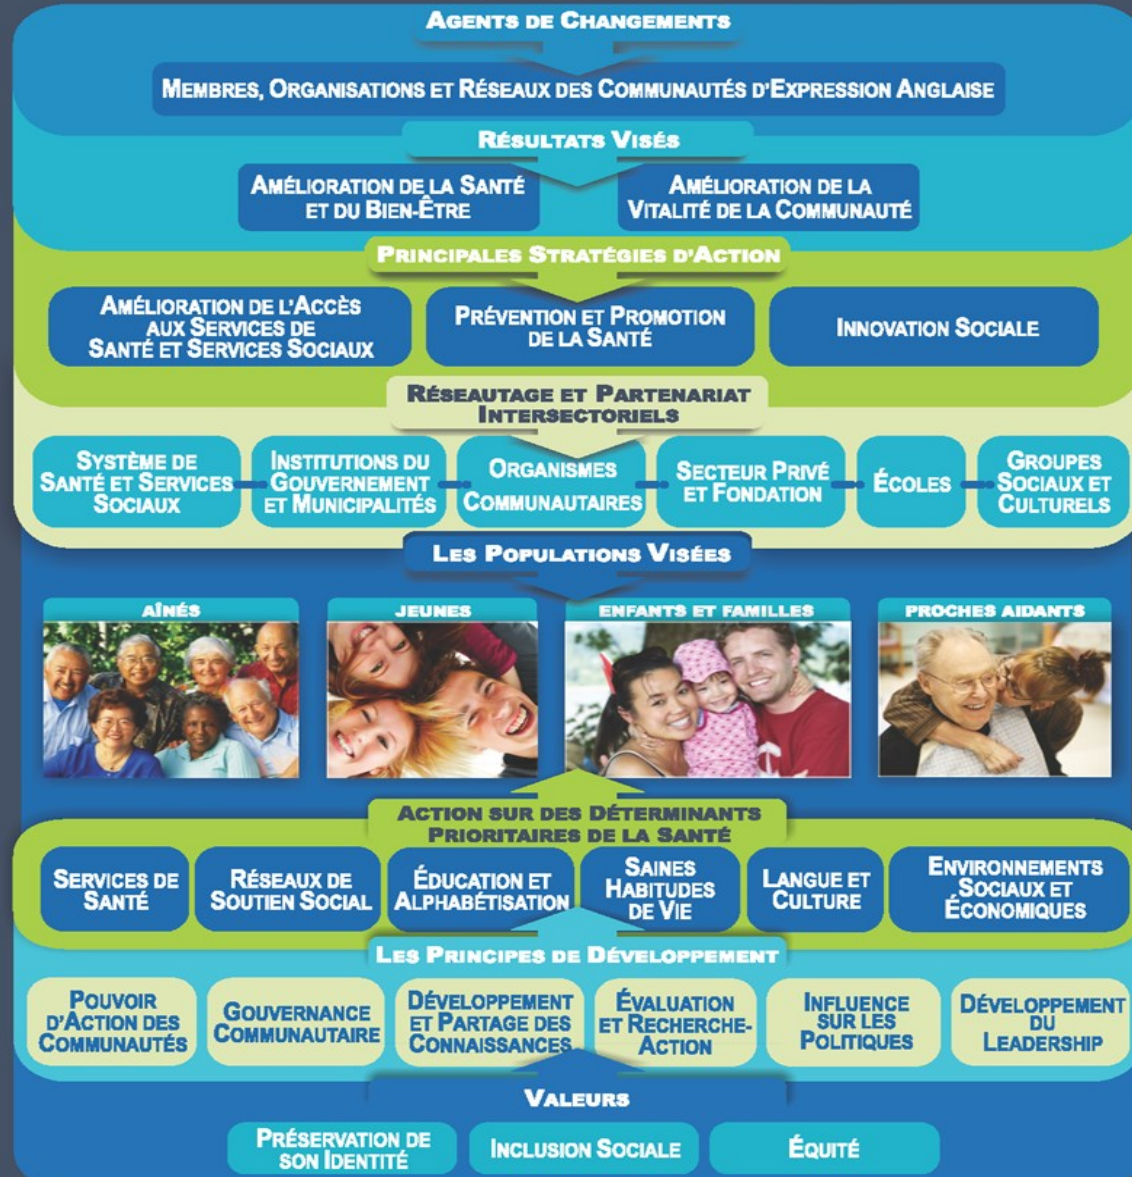 AGENTS DE CHANGEMENTS
MEMBRES, ORGANISATIONS ET RÉSEAUX DES COMMUNAUTÉS D'EXPRESSION ANGLAISE
RÉSULTATS VISÉS
AMÉLIORATION DE LA SANTÉ
ET DU BIEN-ÊTRE
AMÉLIORATION DE LA
VITALITÉ DE LA COMMUNAUTÉ
PRINCIPALES STRATÉGIES D'ACTION
AMÉLIORATION DE L'ACCÈS
AUX SERVICES DE
SANTÉ ET SERVICES SOCIAUX
PRÉVENTION ET PROMOTION
DE LA SANTÉ
INNOVATION SOCIALE
RÉSEAUTAGE ET PARTENARIAT
INTERSECTORIELS
SYSTÈME DE
SANTÉ ET SERVICES
SOCIAUX
INSTITUTIONS DU
GOUVERNEMENT
ET MUNICIPALITÉS
ORGANISMES
COMMUNAUTAIRES
SECTEUR PRIVÉ
ET FONDATION
ÉCOLES
GROUPES
SOCIAUX ET
CULTURELS
LES POPULATIONS VISÉES
AÎNÉS
JEUNES
ENFANTS ET FAMILLES
PROCHES AIDANTS
ACTION SUR DES DÉTERMINANTS
PRIORITAIRES DE LA SANTÉ
SERVICES DE
SANTÉ
RÉSEAUX DE
SOUTIEN SOCIAL
ÉDUCATION ET
ALPHABÉTISATION
SAINES
HABITUDES
DE VIE
LANGUE ET
CULTURE
ENVIRONNEMENTS
SOCIAUX ET
ÉCONOMIQUES
LES PRINCIPES DE DÉVELOPPEMENT
POUVOIR
D'ACTION DES
COMMUNAUTÉS
GOUVERNANCE
COMMUNAUTAIRE
DÉVELOPPEMENT
ET PARTAGE DES
CONNAISSANCES
ÉVALUATION
ET RECHERCHE-
ACTION
INFLUENCE
SUR LES
POLITIQUES
DÉVELOPPEMENT
DU
LEADERSHIP
VALEURS
PRÉSERVATION DE
SON IDENTITÉ
INCLUSION SOCIALE
ÉQUITÉ